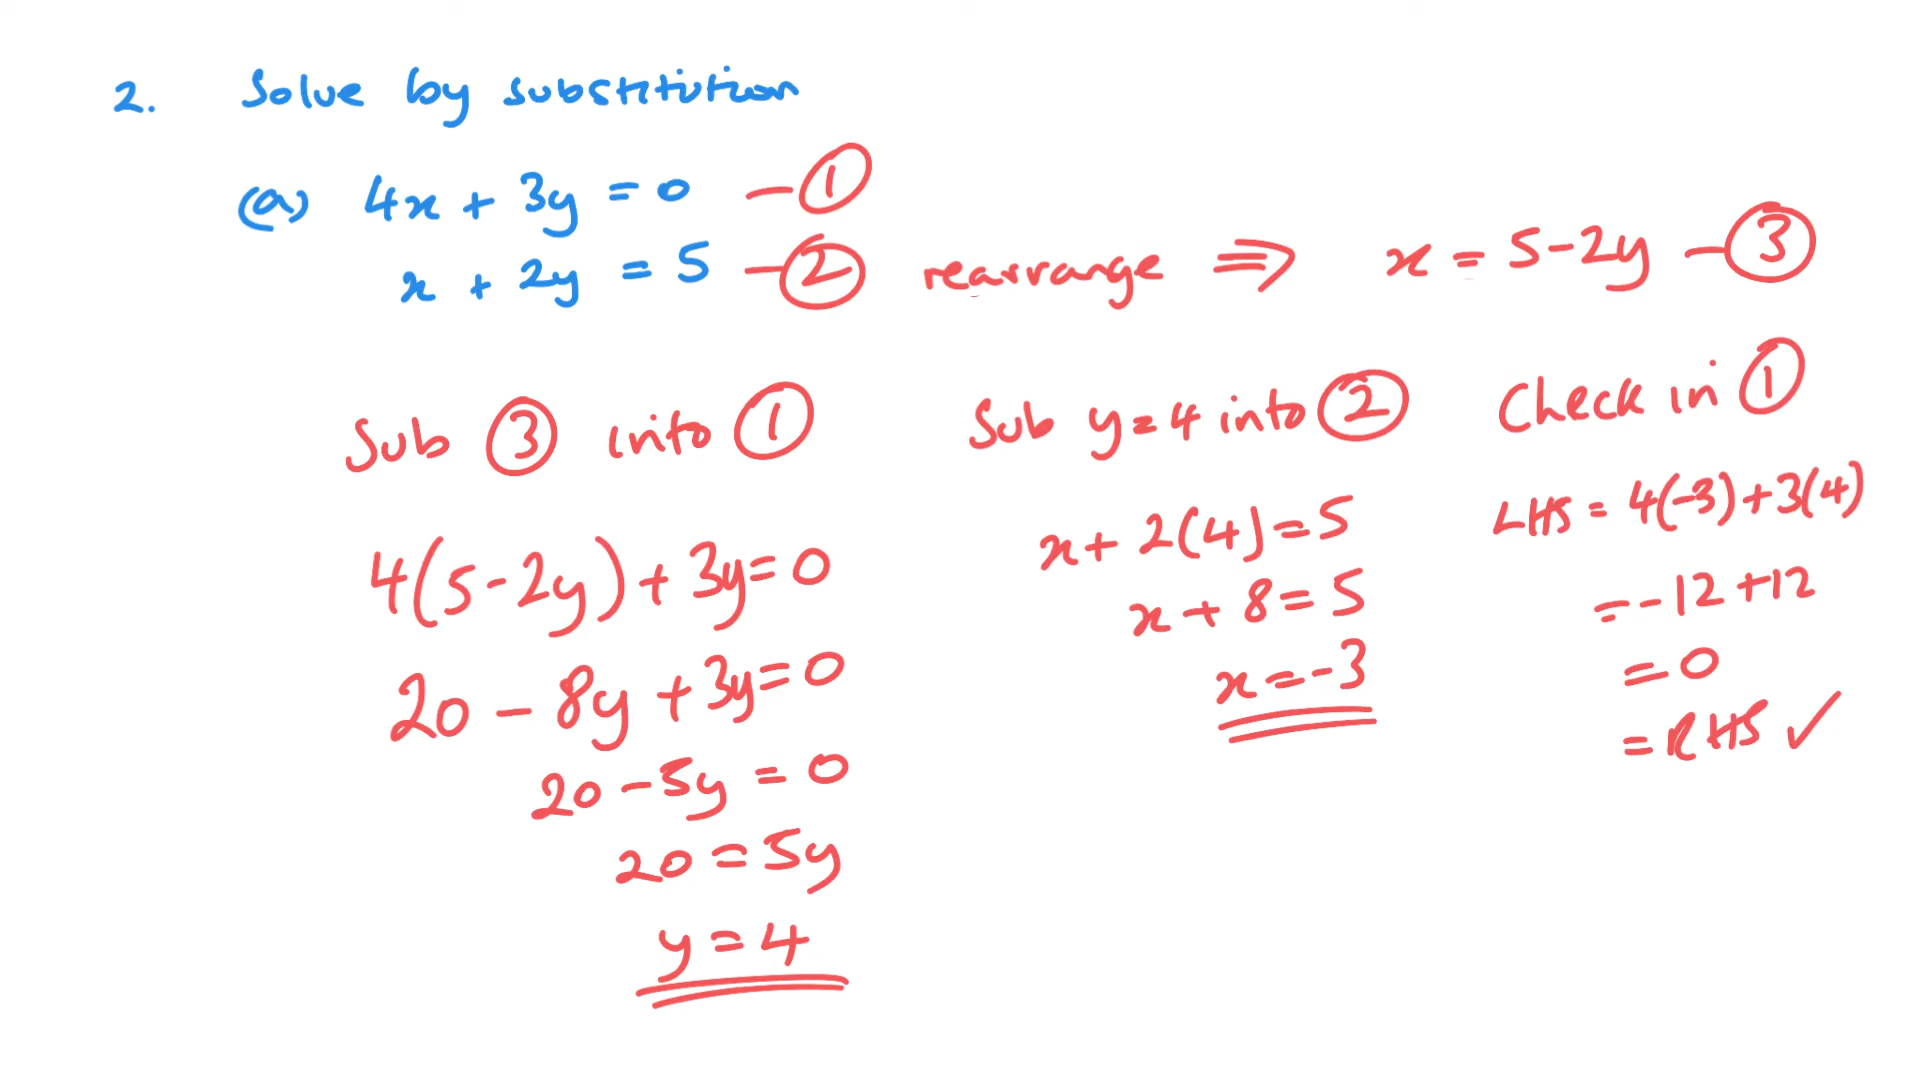 2. Solve by substitution
(a) 4x + 3y = 0 — ①
x + 2y = 5 — ② rearrange ⟹ x = 5 - 2y — ③
Sub ③ into ①
4(5 - 2y) + 3y = 0
20 - 8y + 3y = 0
20 - 5y = 0
20 = 5y
y = 4
Sub y = 4 into ②
x + 2(4) = 5
x + 8 = 5
x = -3
Check in ①
LHS = 4(-3) + 3(4)
= -12 + 12
= 0
= RHS ✓